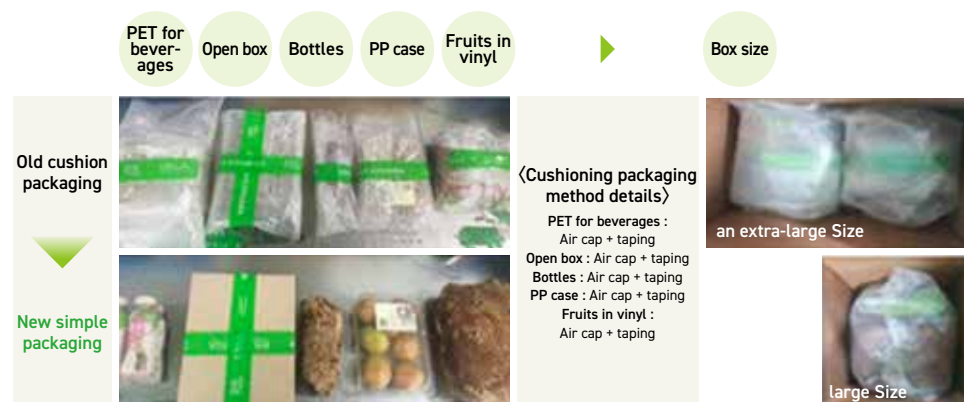 PET for
bever-
ages
Open box
Bottles
PP case
Fruits in
vinyl
Box size
Old cushion
packaging
New simple
packaging
〈Cushioning packaging
method details〉
PET for beverages :
Air cap + taping
Open box : Air cap + taping
Bottles : Air cap + taping
PP case : Air cap + taping
Fruits in vinyl :
Air cap + taping
an extra-large Size
large Size